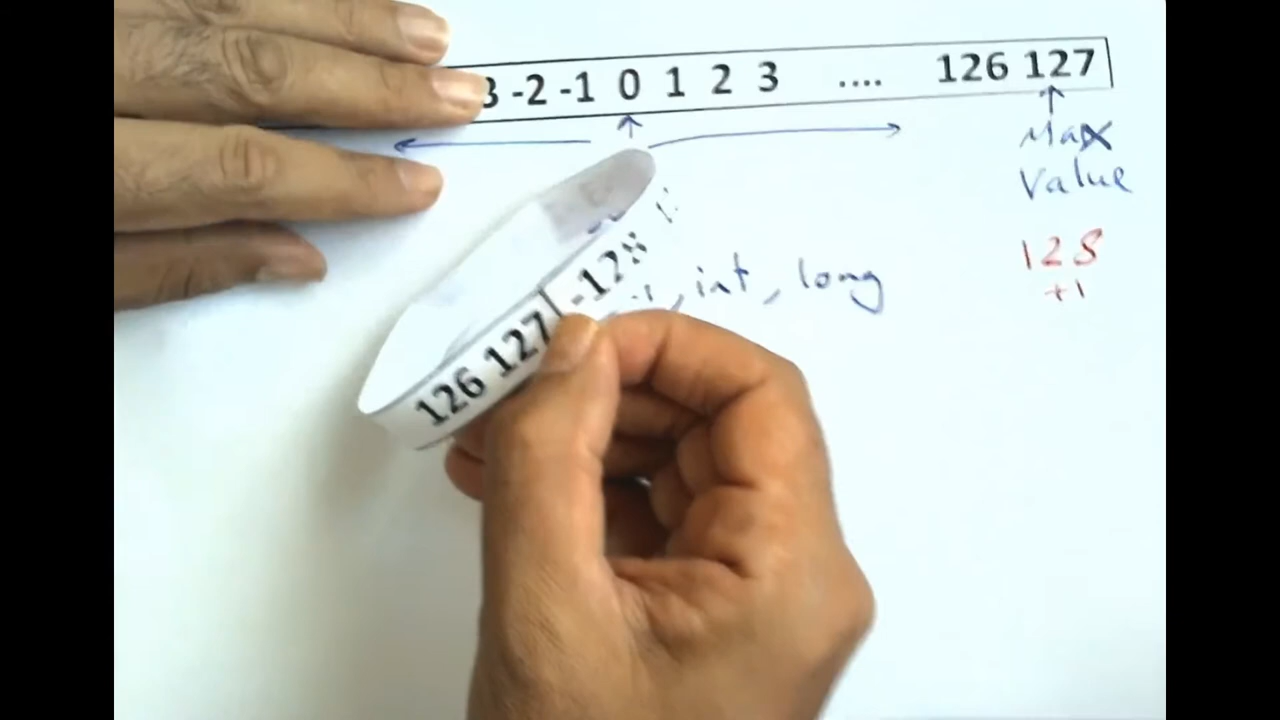 3 -2 -1 0 1 2 3 .... 126 127
Max
Value
128
+1
, int, long
126 127 -128